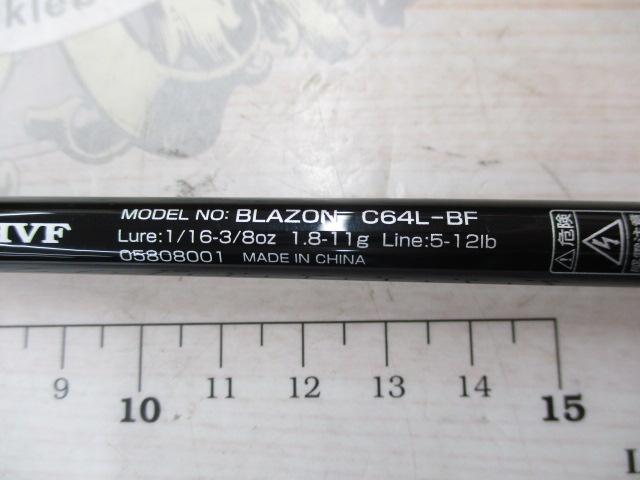 HVF
MODEL NO: BLAZON C64L-BF
Lure:1/16-3/8oz 1.8-11g Line:5-12lb
05808001 MADE IN CHINA
危険
9 10 11 12 13 14 15